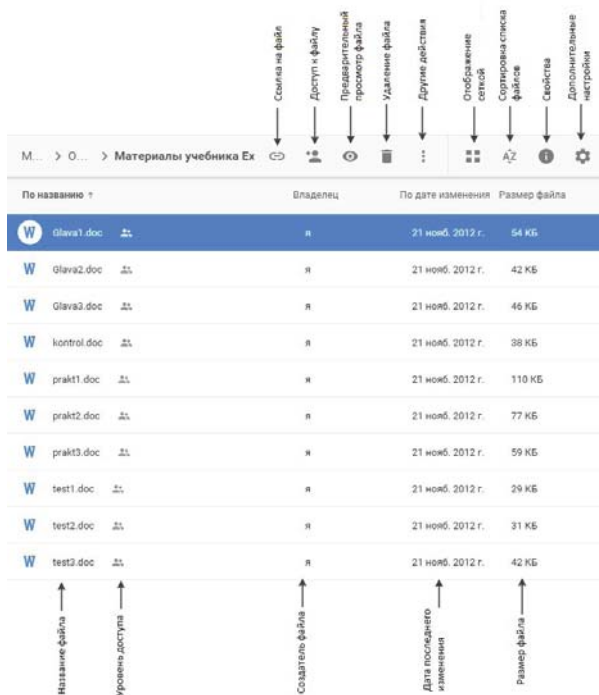 Ссылка на файл
Доступ к файлу
Предварительный
просмотр файла
Удаление файла
Другие действия
Отображение
сеткой
Сортировка списка
файлов
Свойства
Дополнительные
настройки
М... > О... > Материалы учебника Ex
По названию ↑ Владелец По дате изменения Размер файла
Glava1.doc я 21 нояб. 2012 г. 54 КБ
Glava2.doc я 21 нояб. 2012 г. 42 КБ
Glava3.doc я 21 нояб. 2012 г. 46 КБ
kontrol.doc я 21 нояб. 2012 г. 38 КБ
prakt1.doc я 21 нояб. 2012 г. 110 КБ
prakt2.doc я 21 нояб. 2012 г. 77 КБ
prakt3.doc я 21 нояб. 2012 г. 59 КБ
test1.doc я 21 нояб. 2012 г. 29 КБ
test2.doc я 21 нояб. 2012 г. 31 КБ
test3.doc я 21 нояб. 2012 г. 42 КБ
Название файла
Уровень доступа
Создатель файла
Дата последнего
изменения
Размер файла